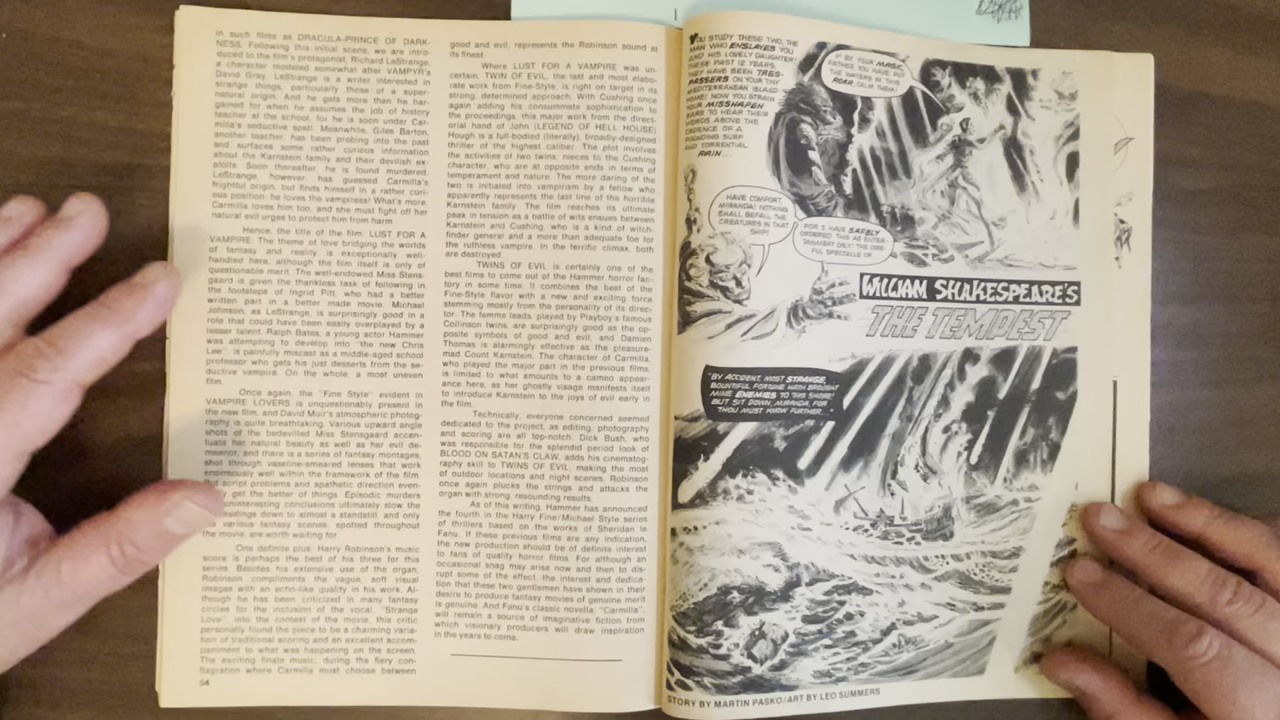 in such films as DRACULA-PRINCE OF DARK-
NESS. Following this initial scene, we are intro-
duced to the film's protagonist, Richard LeStrange,
a character modeled somewhat after VAMPYR's
David Gray. LeStrange is a writer interested in
strange things, particularly those of a super-
natural origin. And he gets more than he bar-
gained for when he assumes the job of history
teacher at the school, for he is soon under Car-
milla's seductive spell. Meanwhile, Giles Barton,
another teacher, has been probing into the past
and surfaces some rather curious information
about the Karnstein family and their devilish ex-
ploits. Soon thereafter, he is found murdered.
LeStrange, however, has guessed Carmilla's
frightful origin, but finds himself in a rather curi-
ous position: he loves the vampiress! What's more,
Carmilla loves him too, and she must fight off her
natural evil urges to protect him from harm.
Hence, the title of the film: LUST FOR A
VAMPIRE. The theme of love bridging the worlds
of fantasy and reality is exceptionally well-
handled here, although the film itself is only of
questionable merit. The well-endowed Miss Stens-
gaard is given the thankless task of following in
the footsteps of Ingrid Pitt, who had a better
written part in a better made movie. Michael
Johnson, as LeStrange, is surprisingly good in a
role that could have been easily overplayed by a
lesser talent. Ralph Bates, a young actor Hammer
was attempting to develop into "the new Chris
Lee", is painfully miscast as a middle-aged school
professor who gets his just desserts from the se-
ductive vampire. On the whole, a most uneven
film.
Once again, the "Fine Style" evident in
VAMPIRE LOVERS is unquestionably present in
the new film, and David Muir's atmospheric photog-
raphy is quite breathtaking. Various upward angle
shots of the bedevilled Miss Stensgaard accen-
tuate her natural beauty as well as her evil de-
meanor, and there is a series of fantasy montages,
shot through vaseline-smeared lenses that work
enormously well within the framework of the film.
But script problems and apathetic direction even-
get the better of things. Episodic murders
uninteresting conclusions ultimately slow the
down to almost a standstill, and only
various fantasy scenes, spotted throughout
the movie, are worth waiting for.
One definite plus: Harry Robinson's music
score is perhaps the best of his three for this
series. Besides his extensive use of the organ,
Robinson compliments the vague, soft visual
images with an echo-like quality in his work. Al-
though he has been criticized in many fantasy
circles for the inclusion of the vocal, "Strange
Love", into the context of the movie, this critic
personally found the piece to be a charming varia-
tion of traditional scoring and an excellent accom-
paniment to what was happening on the screen.
The exciting finale music, during the fiery con-
flagration where Carmilla must choose between
54
good and evil, represents the Robinson sound at
its finest.
Where LUST FOR A VAMPIRE was un-
certain, TWIN OF EVIL, the last and most elabo-
rate work from Fine-Style, is right on target in its
strong, determined approach. With Cushing once
again adding his consummate sophistication to
the proceedings, this major work from the direct-
orial hand of John (LEGEND OF HELL HOUSE)
Hough is a full-bodied (literally), broadly-designed
thriller of the highest caliber. The plot involves
the activities of two twins, nieces to the Cushing
character, who are at opposite ends in terms of
temperament and nature. The more daring of the
two is initiated into vampirism by a fellow who
apparently represents the last line of the horrible
Karnstein family. The film reaches its ultimate
peak in tension as a battle of wits ensues between
Karnstein and Cushing, who is a kind of witch-
finder general and a more than adequate foe for
the ruthless vampire. In the terrific climax, both
are destroyed.
TWINS OF EVIL is certainly one of the
best films to come out of the Hammer horror fac-
tory in some time. It combines the best of the
Fine-Style flavor with a new and exciting force
stemming mostly from the personality of its direc-
tor. The femme leads, played by Playboy's famous
Collinson twins, are surprisingly good as the op-
posite symbols of good and evil, and Damien
Thomas is alarmingly effective as the pleasure-
mad Count Karnstein. The character of Carmilla,
who played the major part in the previous films,
is limited to what amounts to a cameo appear-
ance here, as her ghostly visage manifests itself
to introduce Karnstein to the joys of evil early in
the film.
Technically, everyone concerned seemed
dedicated to the project, as editing, photography
and scoring are all top-notch. Dick Bush, who
was responsible for the splendid period look of
BLOOD ON SATAN'S CLAW, adds his cinematog-
raphy skill to TWINS OF EVIL, making the most
of outdoor locations and night scenes. Robinson
once again plucks the strings and attacks the
organ with strong, resounding results.
As of this writing, Hammer has announced
the fourth in the Harry Fine/Michael Style series
of thrillers based on the works of Sheridan le
Fanu. If these previous films are any indication,
the new production should be of definite interest
to fans of quality horror films. For although an
occasional snag may arise now and then to dis-
rupt some of the effect, the interest and dedica-
tion that these two gentlemen have shown in their
desire to produce fantasy movies of genuine merit
is genuine. And Fanu's classic novella, "Carmilla",
will remain a source of imaginative fiction from
which visionary producers will draw inspiration
in the years to come.
YOU STUDY THESE TWO, THE
MAN WHO ENSLAVES YOU
AND HIS LOVELY DAUGHTER.
THESE PAST 12 YEARS,
THEY HAVE BEEN TRES-
PASSERS ON YOUR TINY
MEDITERRANEAN ISLAND
HOME! NOW YOU STRAIN
YOUR MISSHAPEN
EARS TO HEAR THEIR
WORDS ABOVE THE
CADENCE OF A
POUNDING SURF
AND TORRENTIAL
RAIN...
IF BY YOUR MAGIC,
FATHER, YOU HAVE PUT
THE WATERS IN THIS
ROAR, CALM THEM!
HAVE COMFORT,
MIRANDA! NOTHING
SHALL BEFALL THE
CREATURES IN THAT
SHIP!
FOR I HAVE SAFELY
ORDERED THIS AS ENTER-
TAINMENT ONLY! THE DIRE-
FUL SPECTACLE OF
WILLIAM SHAKESPEARE'S
THE TEMPEST
"BY ACCIDENT, MOST STRANGE,
BOUNTIFUL FORTUNE HATH BROUGHT
MINE ENEMIES TO THIS SHORE!
BUT SIT DOWN, MIRANDA, FOR
THOU MUST KNOW FURTHER..."
STORY BY MARTIN PASKO/ART BY LEO SUMMERS